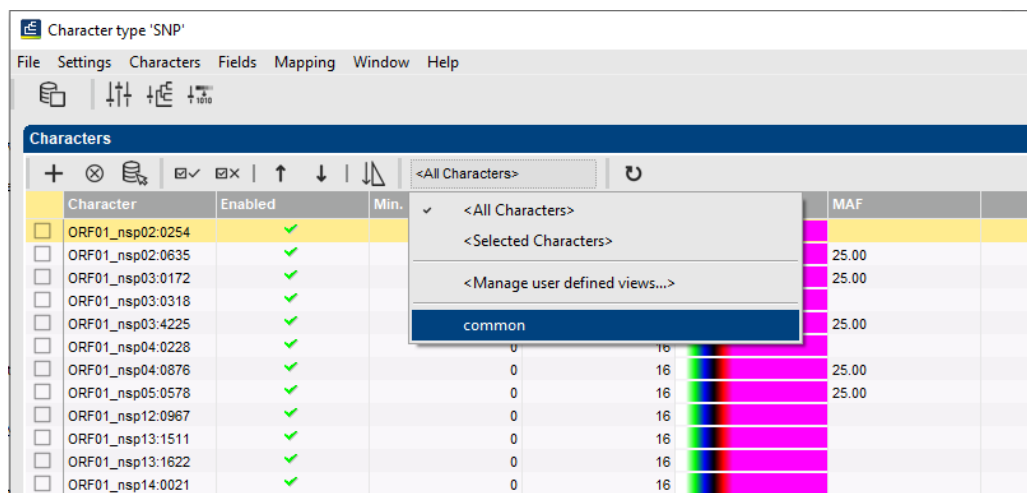 Character type 'SNP'
File Settings Characters Fields Mapping Window Help
1010
Characters
<All Characters>
Character Enabled Min. MAF
<All Characters>
<Selected Characters>
<Manage user defined views...>
common
ORF01_nsp02:0254
ORF01_nsp02:0635 25.00
ORF01_nsp03:0172 25.00
ORF01_nsp03:0318
ORF01_nsp03:4225 25.00
ORF01_nsp04:0228 0 16
ORF01_nsp04:0876 0 16 25.00
ORF01_nsp05:0578 0 16 25.00
ORF01_nsp12:0967 0 16
ORF01_nsp13:1511 0 16
ORF01_nsp13:1622 0 16
ORF01_nsp14:0021 0 16